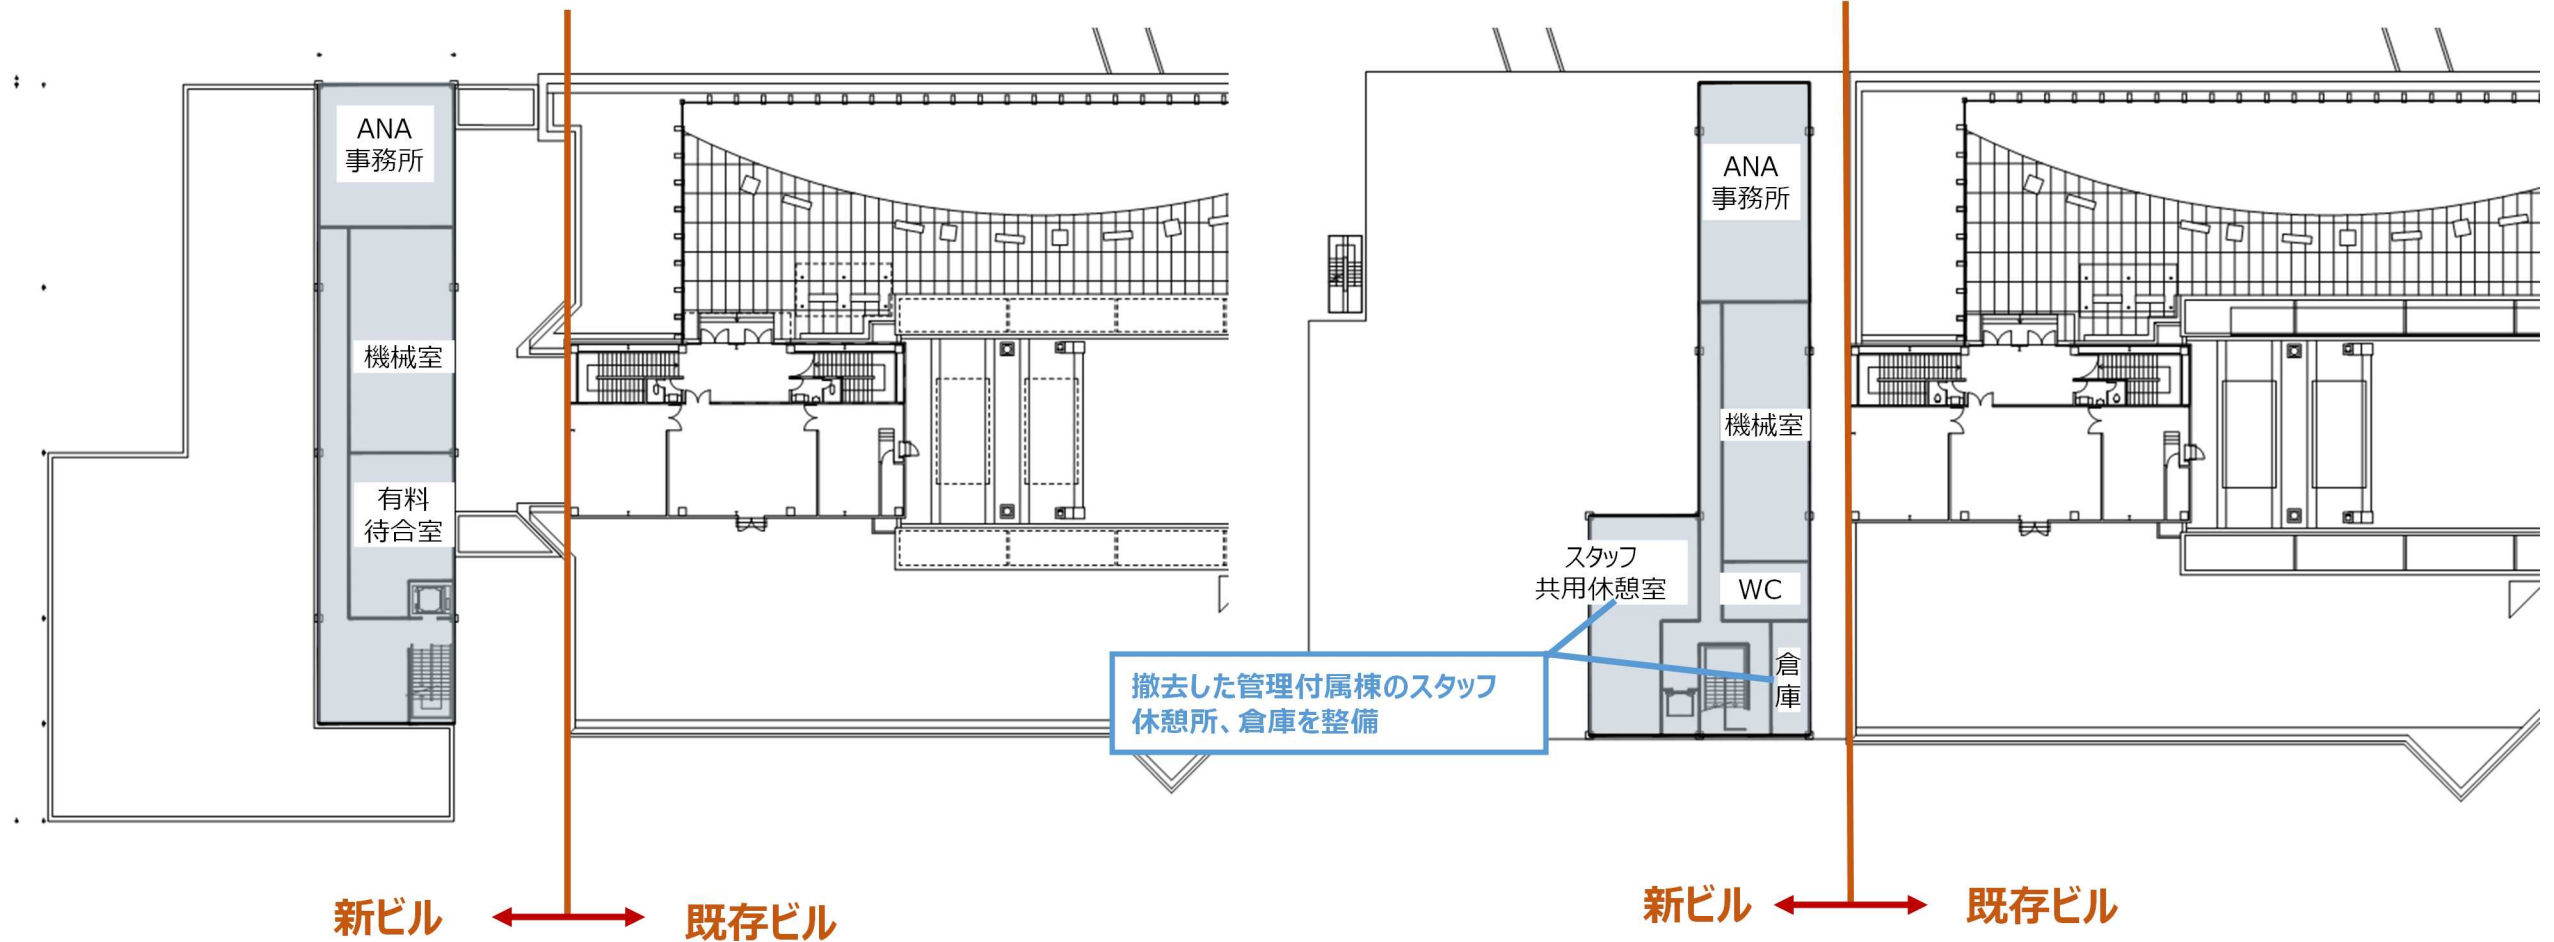 ANA
事務所
機械室
有料
待合室
新ビル
既存ビル
ANA
事務所
機械室
スタッフ
共用休憩室
WC
倉
庫
撤去した管理付属棟のスタッフ
休憩所、倉庫を整備
新ビル
既存ビル